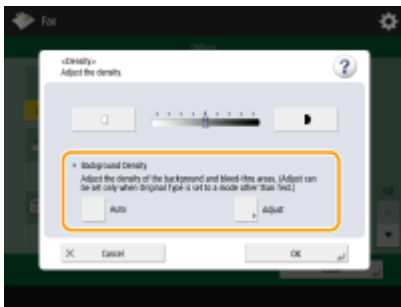 Fax
<Density>
Adjust the density.
?
Background Density
Adjust the density of the background and bleed-thru areas. (Adjust can
be set only when Original Type is set to a mode other than Text.)
Auto
Adjust
Cancel
OK